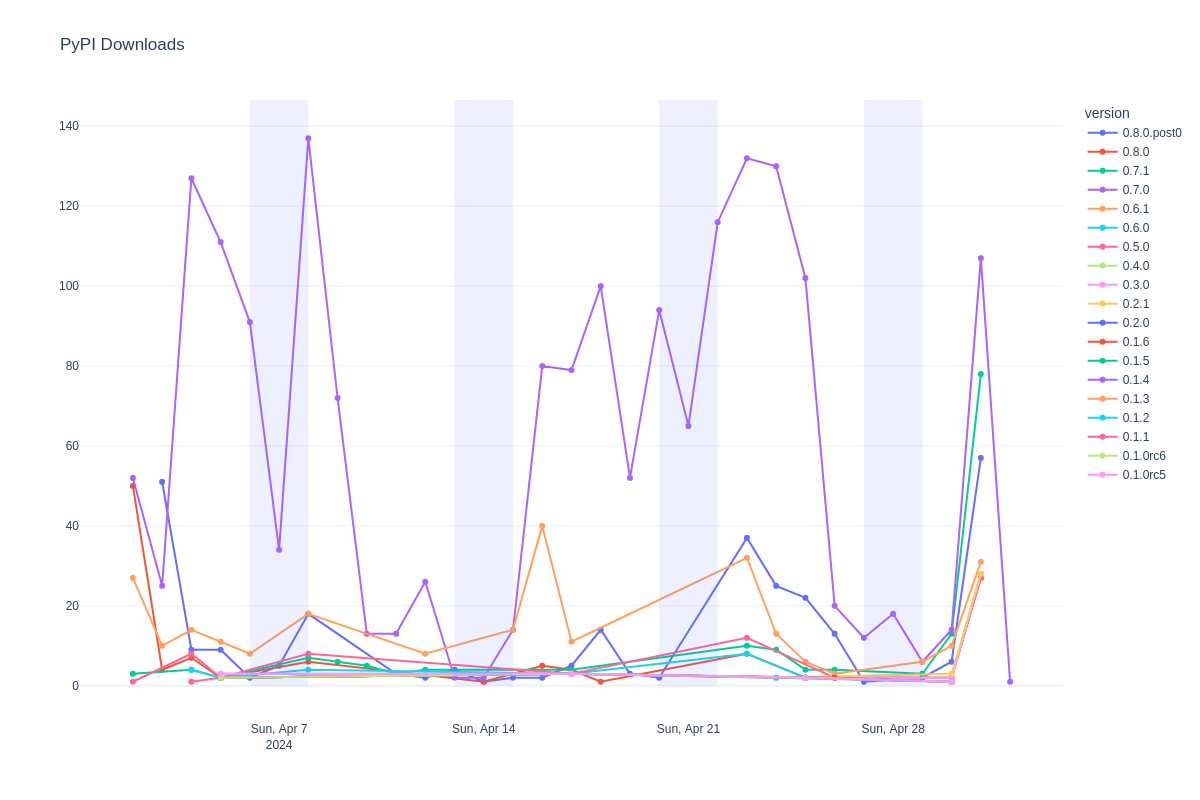 PyPI Downloads
140
120
100
80
60
40
20
0
Sun, Apr 7
2024
Sun, Apr 14
Sun, Apr 21
Sun, Apr 28
version
0.8.0.post0
0.8.0
0.7.1
0.7.0
0.6.1
0.6.0
0.5.0
0.4.0
0.3.0
0.2.1
0.2.0
0.1.6
0.1.5
0.1.4
0.1.3
0.1.2
0.1.1
0.1.0rc6
0.1.0rc5